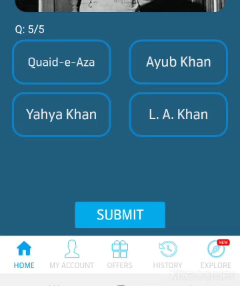 Q: 5/5
Quaid-e-Aza
Ayub Khan
Yahya Khan
L. A. Khan
SUBMIT
NEW
HOME
MY ACCOUNT
OFFERS
HISTORY
EXPLORE